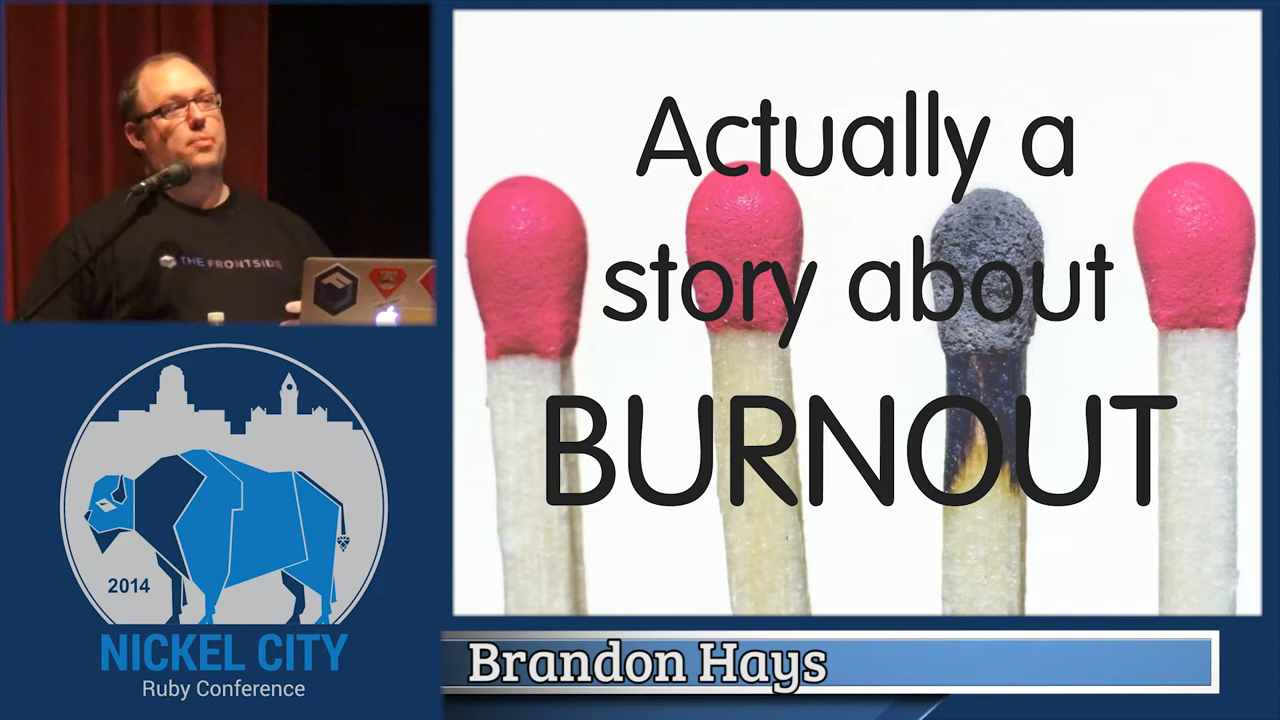 THE FRONTSIDE
Actually a
story about
BURNOUT
2014
NICKEL CITY
Ruby Conference
Brandon Hays